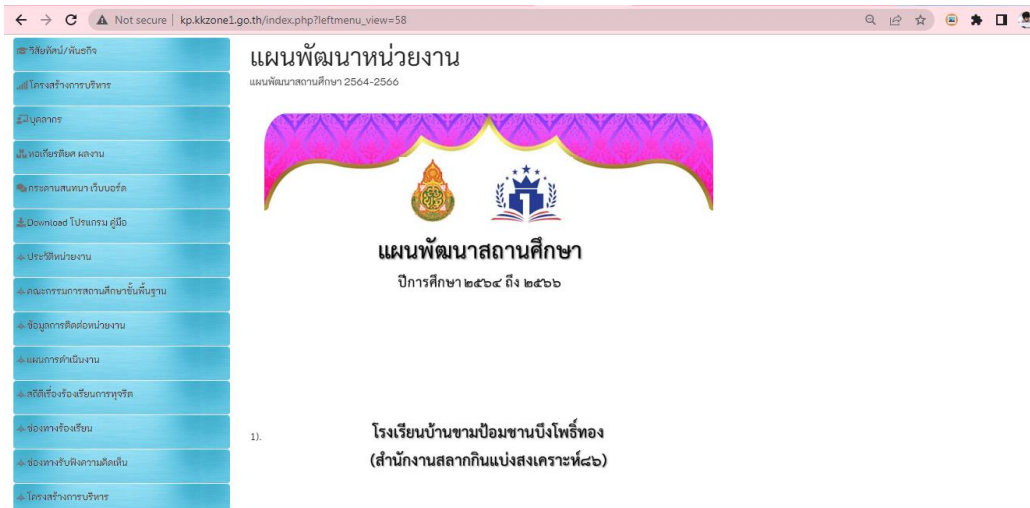 Not secure | kp.kkzone1.go.th/index.php?leftmenu_view=58
วิสัยทัศน์/พันธกิจ
โครงสร้างการบริหาร
บุคลากร
หอเกียรติยศ ผลงาน
กระดานสนทนา เว็บบอร์ด
Download โปรแกรม คู่มือ
ประวัติหน่วยงาน
คณะกรรมการสถานศึกษาขั้นพื้นฐาน
ข้อมูลการติดต่อหน่วยงาน
แผนการดำเนินงาน
สถิติเรื่องร้องเรียนการทุจริต
ช่องทางร้องเรียน
ช่องทางรับฟังความคิดเห็น
โครงสร้างการบริหาร
แผนพัฒนาหน่วยงาน
แผนพัฒนาสถานศึกษา 2564-2566
1
แผนพัฒนาสถานศึกษา
ปีการศึกษา ๒๕๖๔ ถึง ๒๕๖๖
1).
โรงเรียนบ้านขามป้อมชานบึงโพธิ์ทอง
(สำนักงานสลากกินแบ่งสงเคราะห์๘๖)